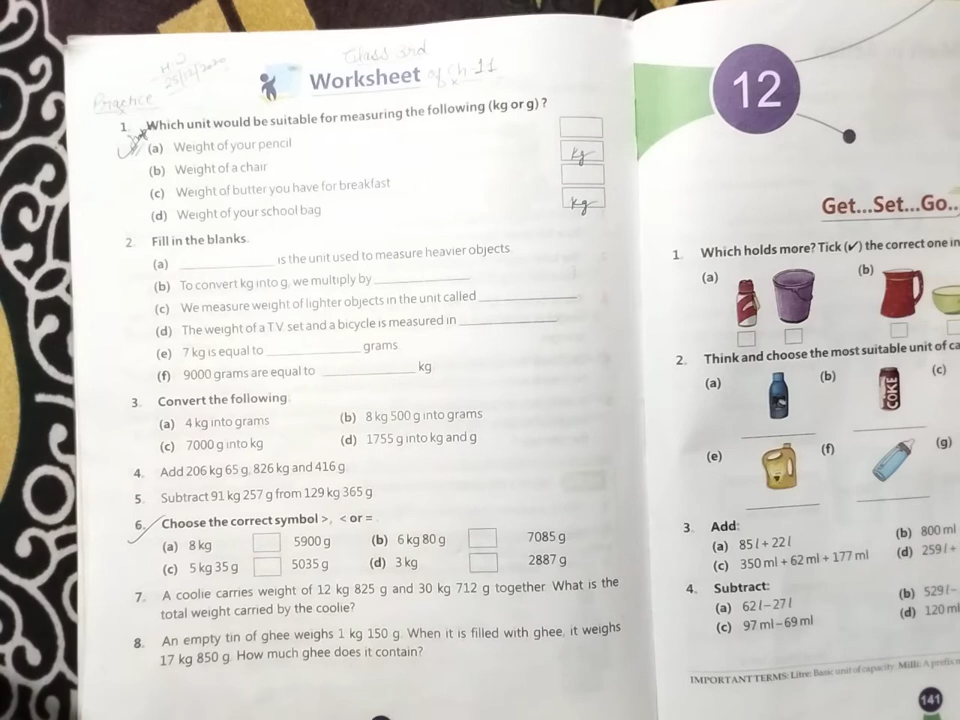 Class 3rd
H.J
25/12/2020
Practice
Worksheet of Ch-11
1. Which unit would be suitable for measuring the following (kg or g) ?
(a) Weight of your pencil
(b) Weight of a chair kg
(c) Weight of butter you have for breakfast
(d) Weight of your school bag kg
2. Fill in the blanks.
(a) ____________ is the unit used to measure heavier objects.
(b) To convert kg into g, we multiply by ____________
(c) We measure weight of lighter objects in the unit called ____________
(d) The weight of a TV set and a bicycle is measured in ____________
(e) 7 kg is equal to ____________ grams.
(f) 9000 grams are equal to ____________ kg
3. Convert the following:
(a) 4 kg into grams (b) 8 kg 500 g into grams
(c) 7000 g into kg (d) 1755 g into kg and g
4. Add 206 kg 65 g, 826 kg and 416 g.
5. Subtract 91 kg 257 g from 129 kg 365 g
6. Choose the correct symbol >, < or =
(a) 8 kg 5900 g (b) 6 kg 80 g 7085 g
(c) 5 kg 35 g 5035 g (d) 3 kg 2887 g
7. A coolie carries weight of 12 kg 825 g and 30 kg 712 g together. What is the
total weight carried by the coolie?
8. An empty tin of ghee weighs 1 kg 150 g. When it is filled with ghee, it weighs
17 kg 850 g. How much ghee does it contain?
12
Get...Set...Go..
1. Which holds more? Tick (✓) the correct one in
(a) (b)
2. Think and choose the most suitable unit of ca
(a) (b) (c)
COKE
(e) (f) (g)
3. Add:
(a) 85 l + 22 l (b) 800 ml
(c) 350 ml + 62 ml + 177 ml (d) 259 l +
4. Subtract:
(a) 62 l – 27 l (b) 529 l –
(c) 97 ml – 69 ml (d) 120 ml
IMPORTANT TERMS: Litre: Basic unit of capacity. Milli: A prefix
141